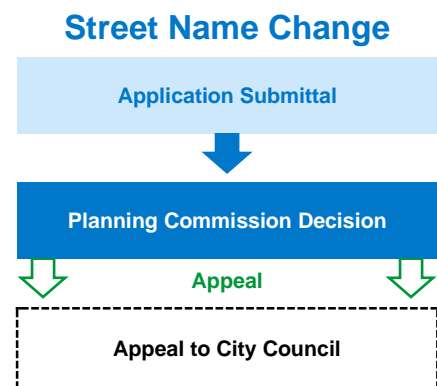 Street Name Change
Application Submittal
Planning Commission Decision
Appeal
Appeal to City Council